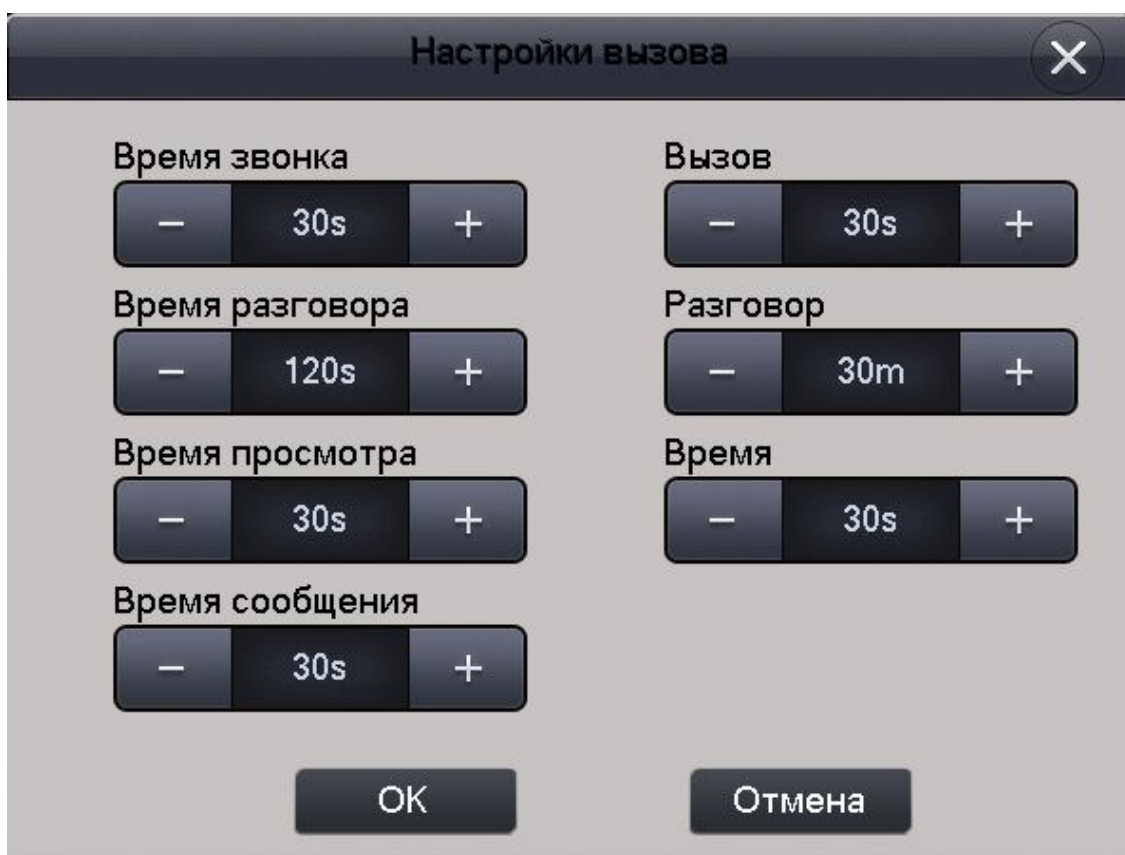 Настройки вызова
Время звонка
Вызов
− 30s +
− 30s +
Время разговора
Разговор
− 120s +
− 30m +
Время просмотра
Время
− 30s +
− 30s +
Время сообщения
− 30s +
OK
Отмена